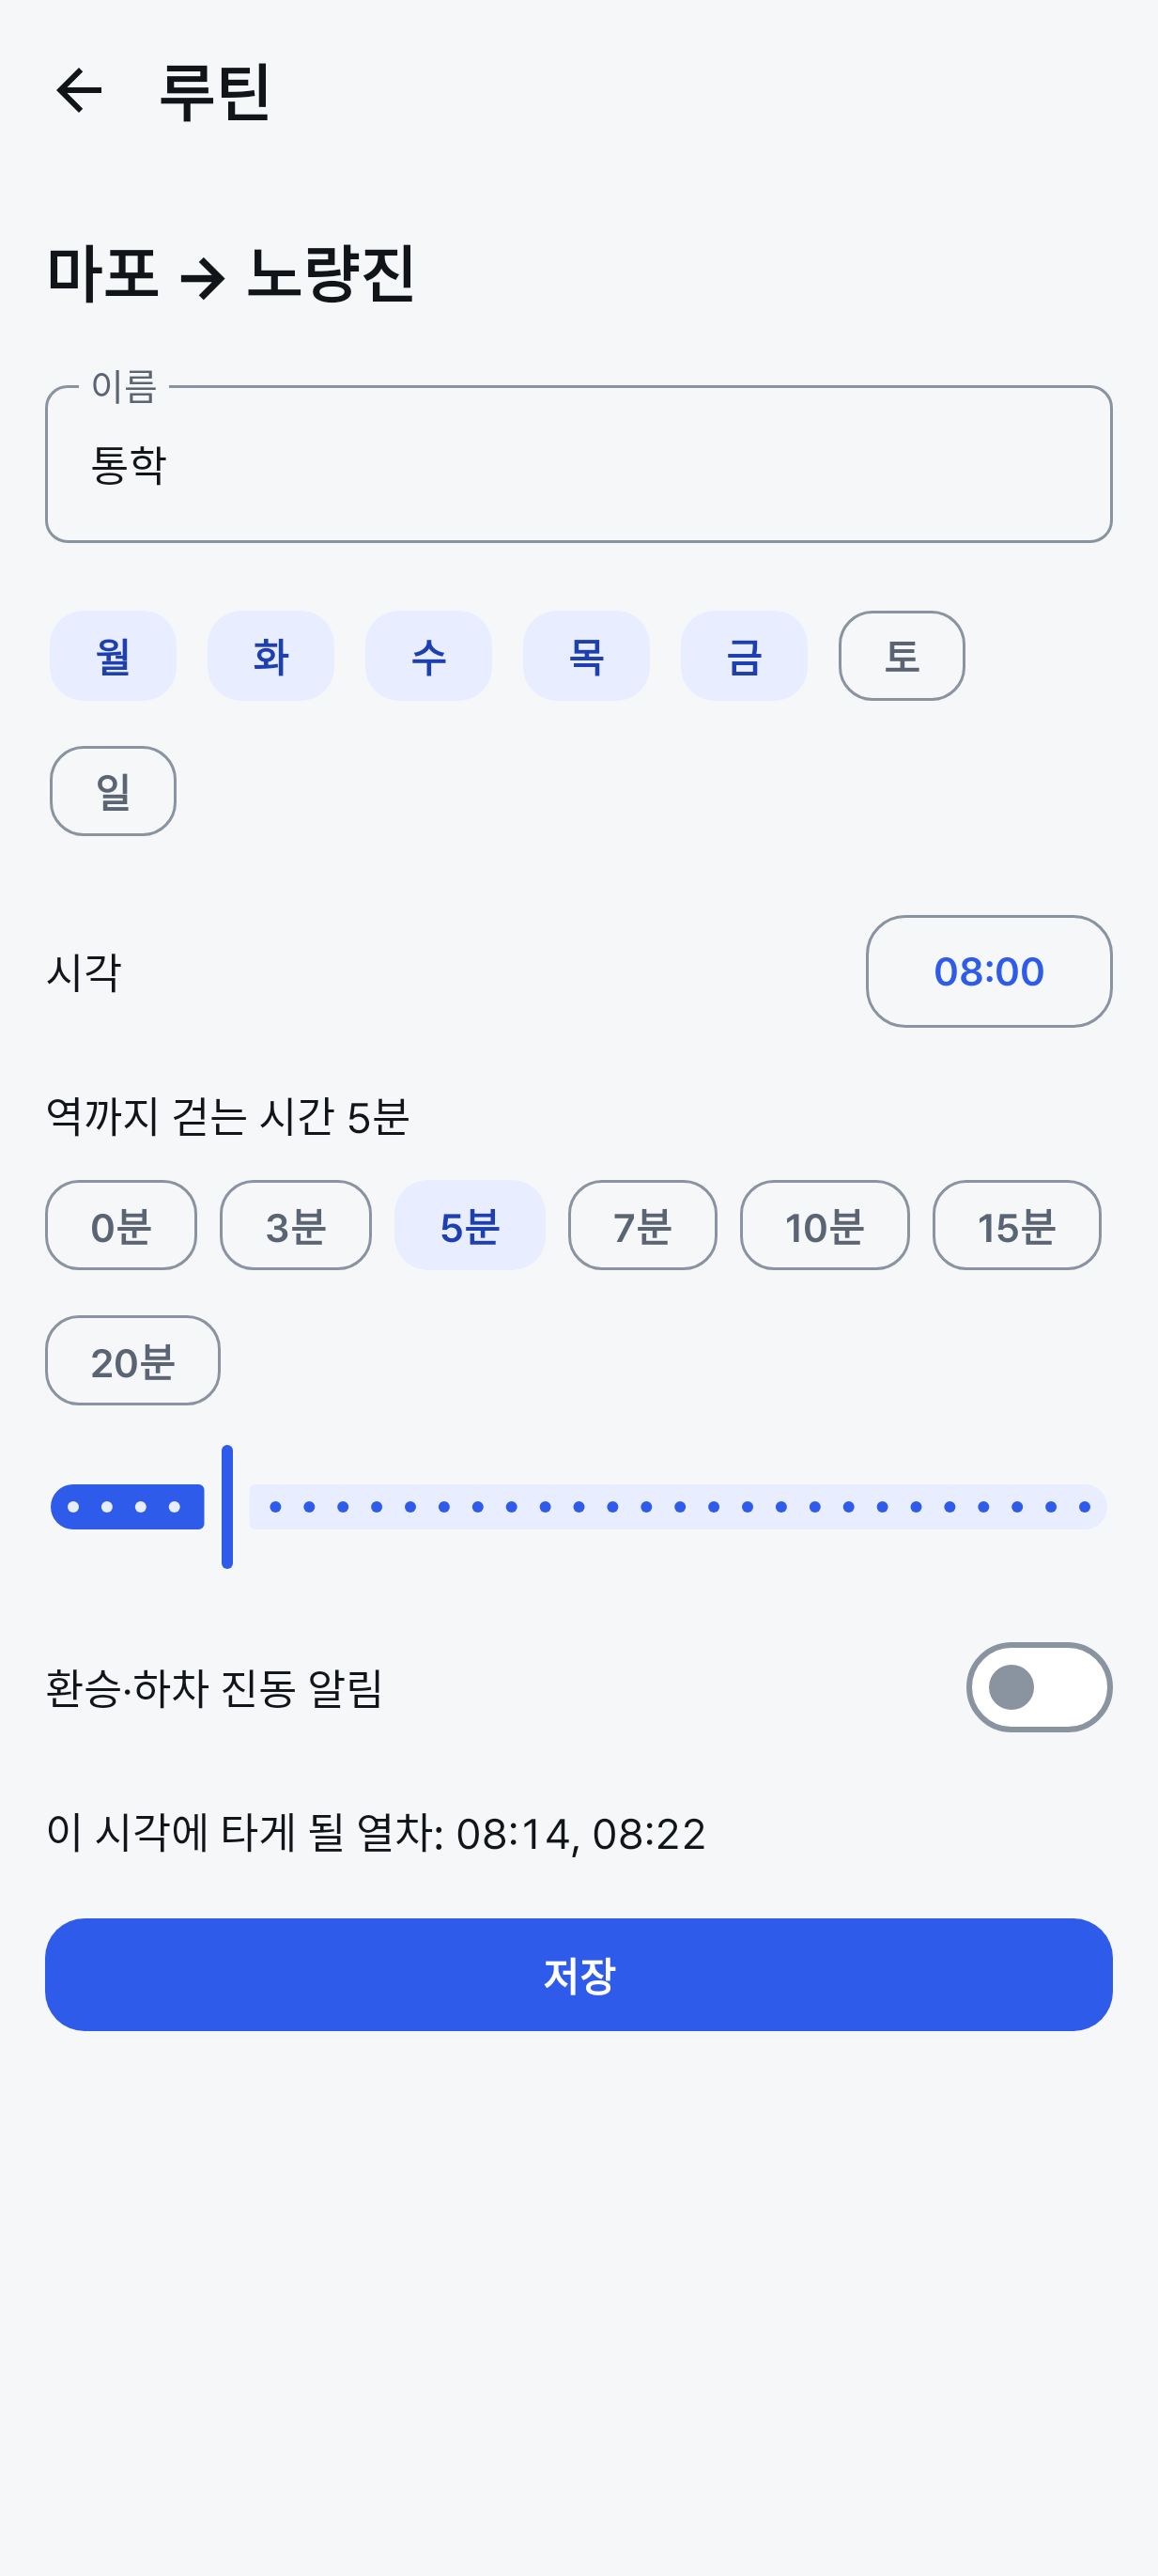 루틴
마포 → 노량진
이름
통학
월 화 수 목 금 토
일
시각 08:00
역까지 걷는 시간 5분
0분 3분 5분 7분 10분 15분
20분
환승·하차 진동 알림
이 시각에 타게 될 열차: 08:14, 08:22
저장